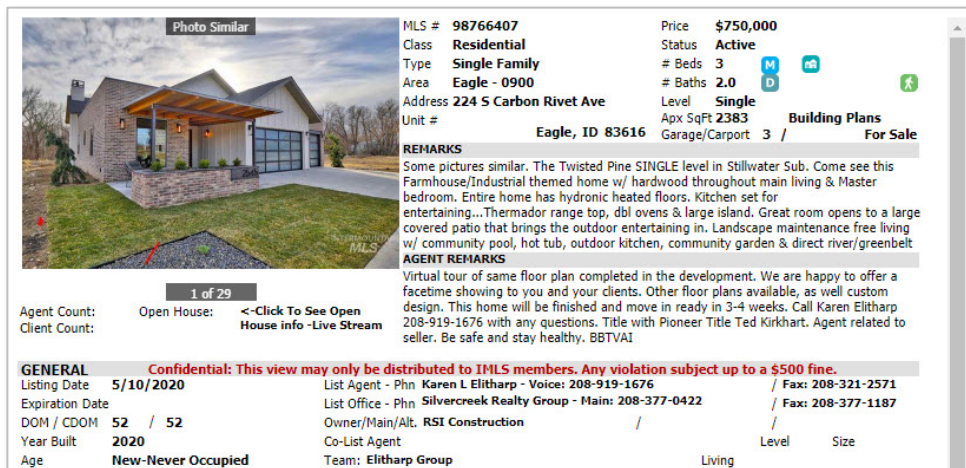 Photo Similar
INTERMOUNTAIN
MLS
1 of 29
Agent Count:
Client Count:
Open House:
<-Click To See Open
House info -Live Stream
MLS # 98766407
Class Residential
Type Single Family
Area Eagle - 0900
Address 224 S Carbon Rivet Ave
Unit #
Eagle, ID 83616
Price $750,000
Status Active
# Beds 3
M
# Baths 2.0
D
Level Single
Apx SqFt 2383 Building Plans
Garage/Carport 3 / For Sale
REMARKS
Some pictures similar. The Twisted Pine SINGLE level in Stillwater Sub. Come see this
Farmhouse/Industrial themed home w/ hardwood throughout main living & Master
bedroom. Entire home has hydronic heated floors. Kitchen set for
entertaining...Thermador range top, dbl ovens & large island. Great room opens to a large
covered patio that brings the outdoor entertaining in. Landscape maintenance free living
w/ community pool, hot tub, outdoor kitchen, community garden & direct river/greenbelt
AGENT REMARKS
Virtual tour of same floor plan completed in the development. We are happy to offer a
facetime showing to you and your clients. Other floor plans available, as well custom
design. This home will be finished and move in ready in 3-4 weeks. Call Karen Elitharp
208-919-1676 with any questions. Title with Pioneer Title Ted Kirkhart. Agent related to
seller. Be safe and stay healthy. BBTVAI
GENERAL Confidential: This view may only be distributed to IMLS members. Any violation subject up to a $500 fine.
Listing Date 5/10/2020 List Agent - Phn Karen L Elitharp - Voice: 208-919-1676 / Fax: 208-321-2571
Expiration Date List Office - Phn Silvercreek Realty Group - Main: 208-377-0422 / Fax: 208-377-1187
DOM / CDOM 52 / 52 Owner/Main/Alt. RSI Construction / /
Year Built 2020 Co-List Agent Level Size
Age New-Never Occupied Team: Elitharp Group Living